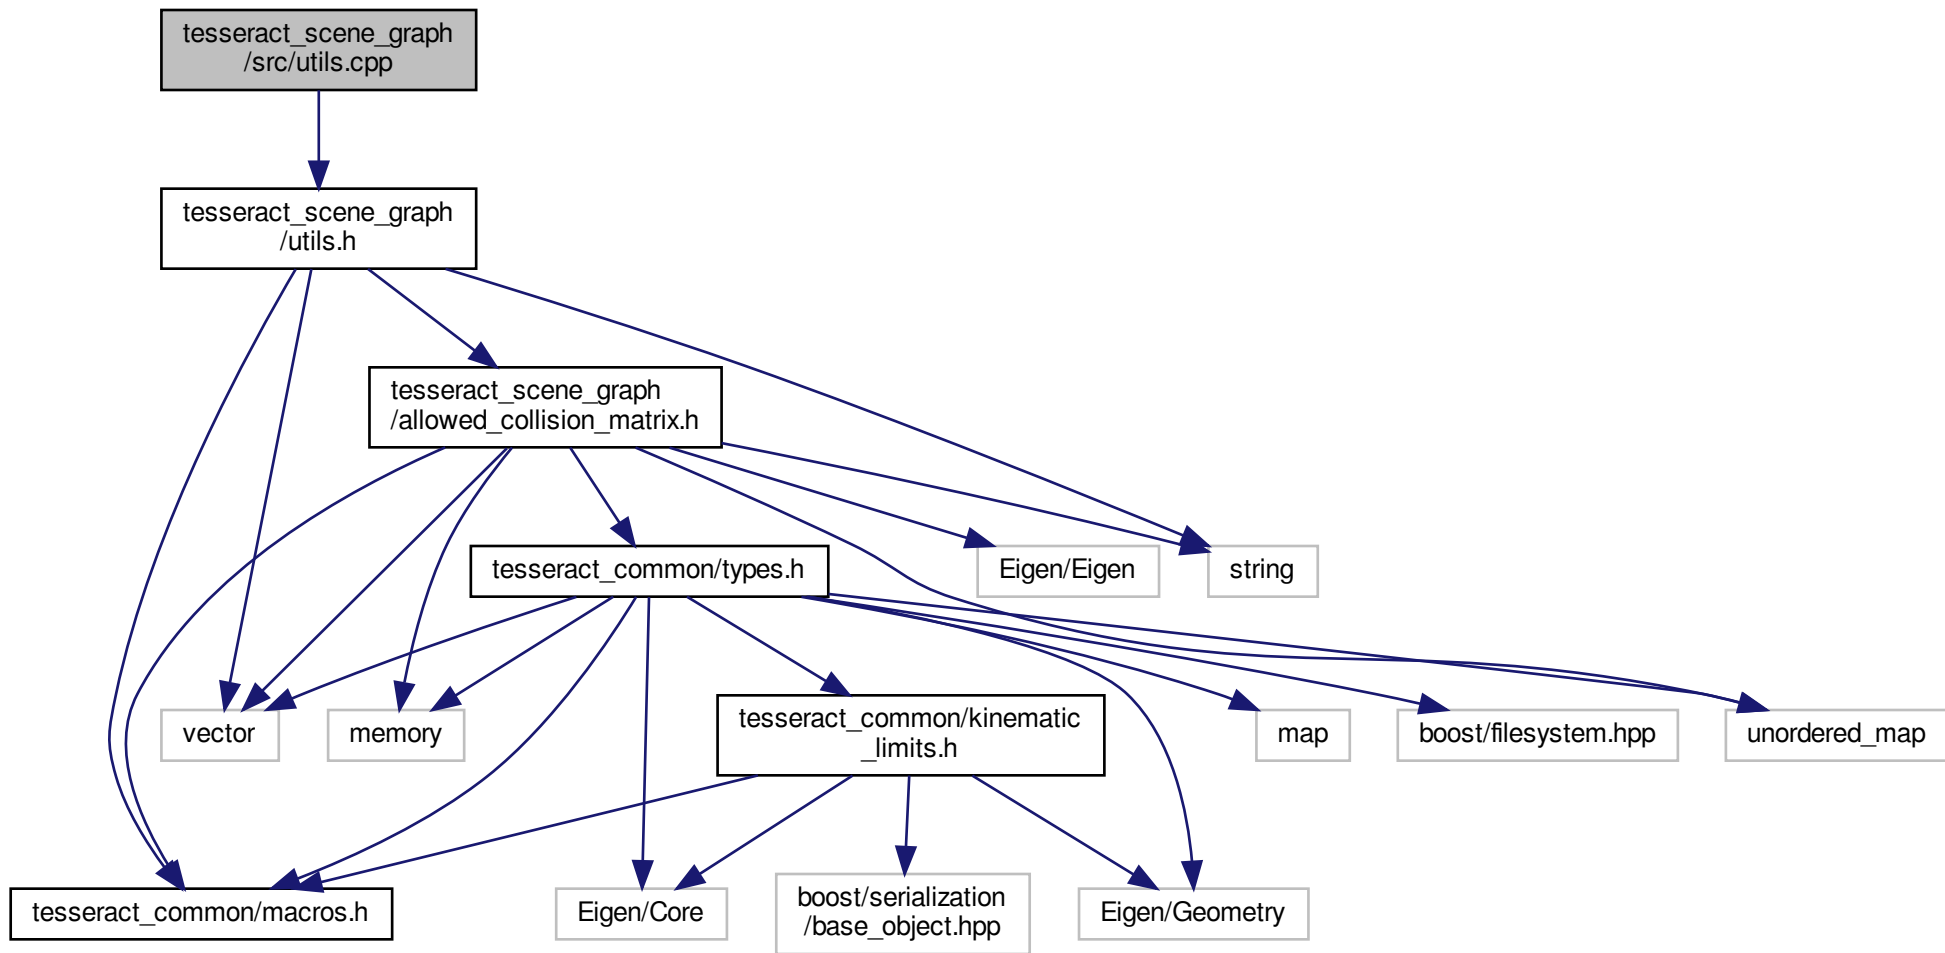 tesseract_scene_graph
/src/utils.cpp
tesseract_scene_graph
/utils.h
tesseract_scene_graph
/allowed_collision_matrix.h
tesseract_common/types.h
Eigen/Eigen
string
vector
memory
tesseract_common/kinematic
_limits.h
map
boost/filesystem.hpp
unordered_map
tesseract_common/macros.h
Eigen/Core
boost/serialization
/base_object.hpp
Eigen/Geometry